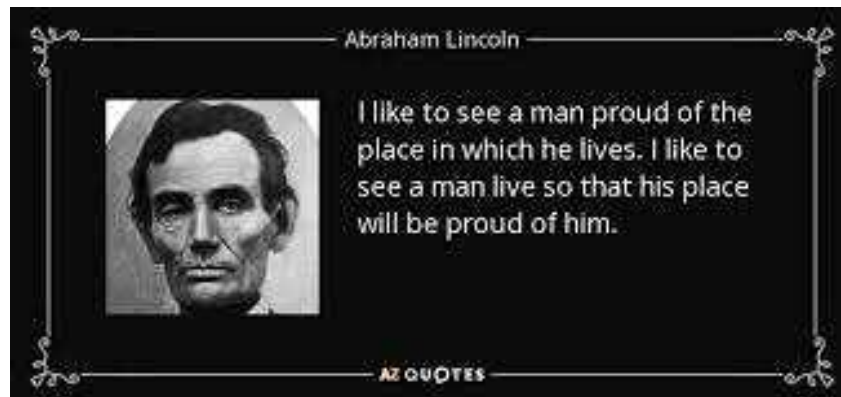 Abraham Lincoln
I like to see a man proud of the
place in which he lives. I like to
see a man live so that his place
will be proud of him.
AZ QUOTES